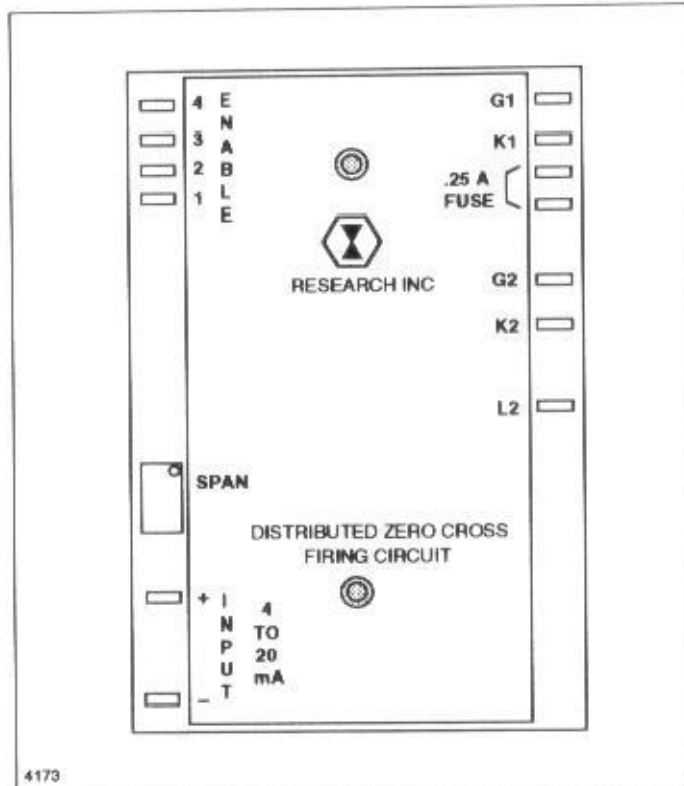 4
3
2
1
ENABLE
G1
K1
.25 A
FUSE
RESEARCH INC
G2
K2
L2
SPAN
DISTRIBUTED ZERO CROSS
FIRING CIRCUIT
+
–
INPUT
4
TO
20
mA
4173